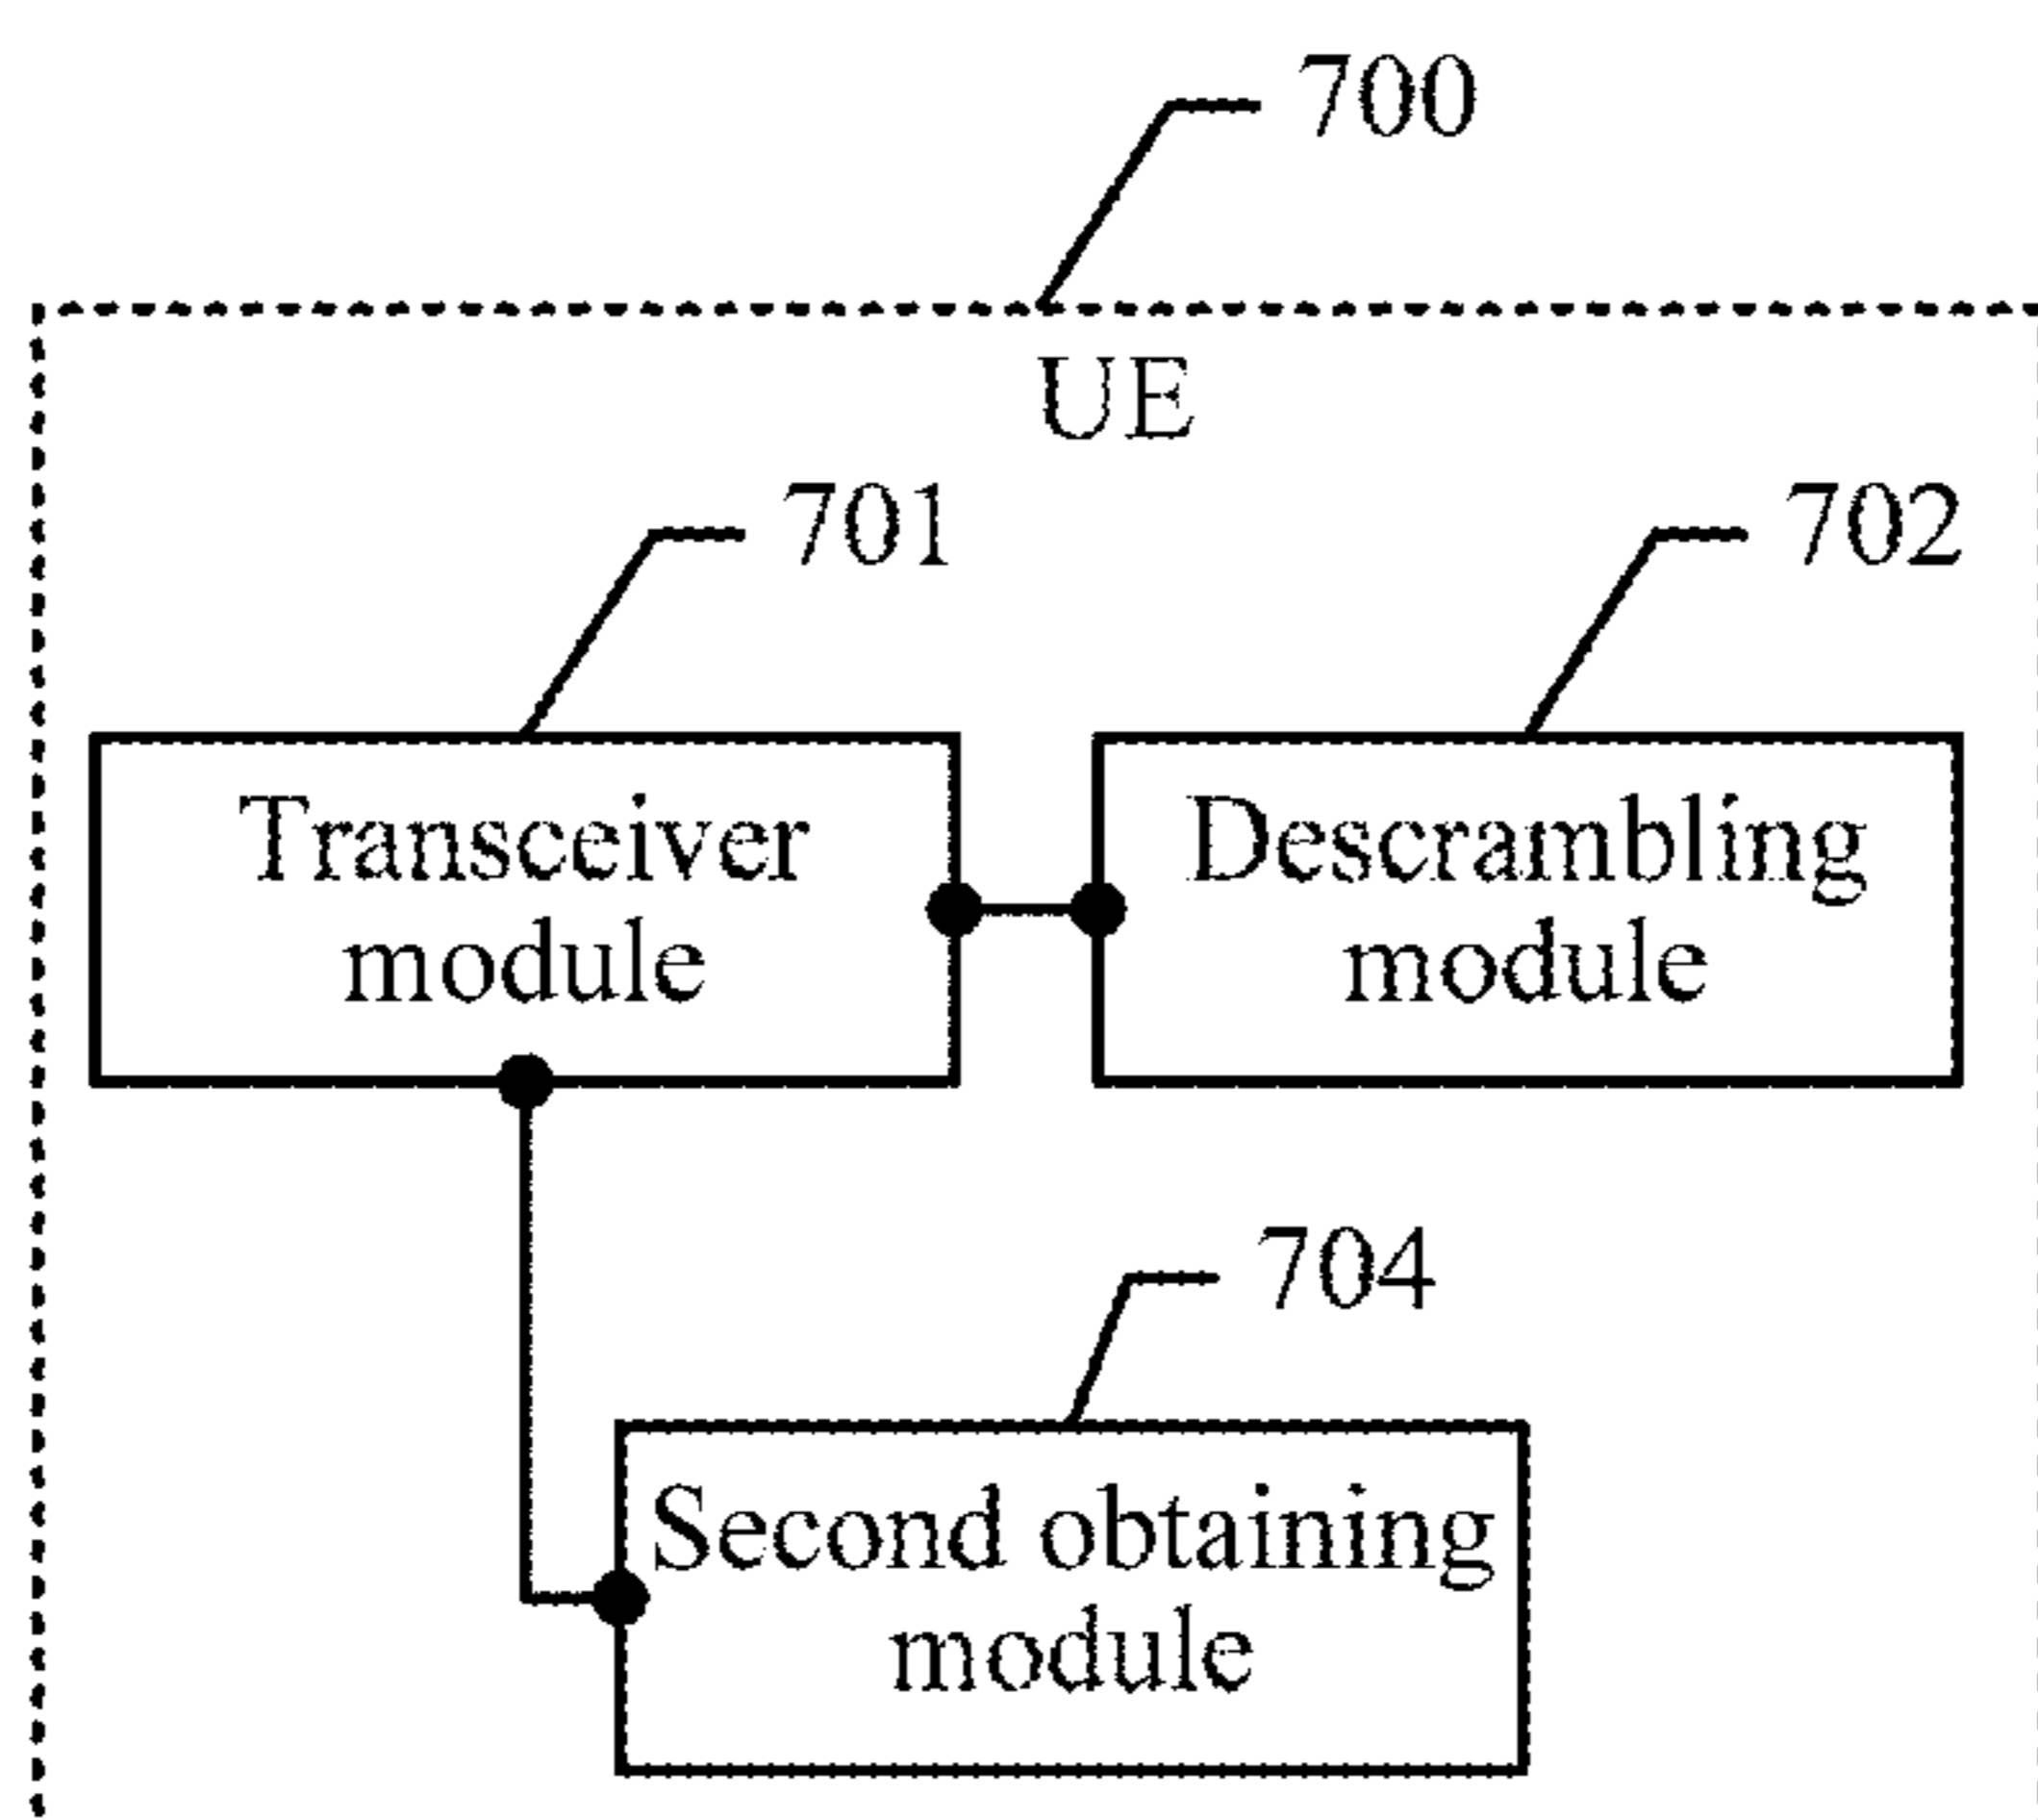 700
UE
701
702
Transceiver
module
Descrambling
module
704
Second obtaining
module